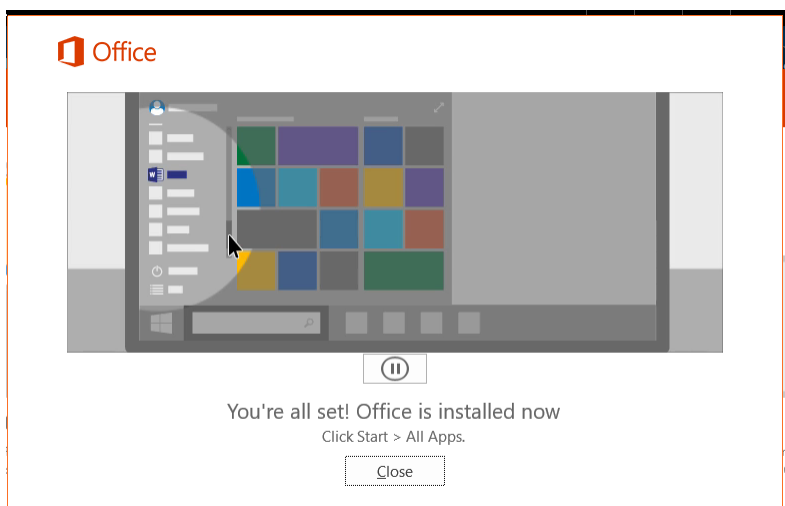 Office
W
You're all set! Office is installed now
Click Start > All Apps.
Close